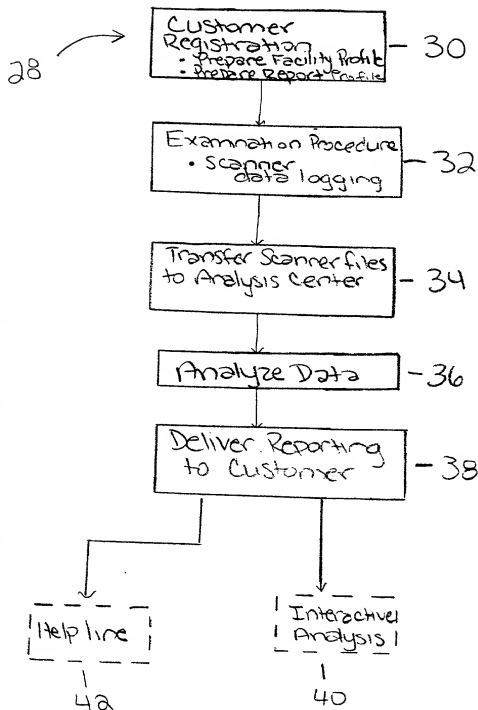 28
Customer
Registration
• Prepare Facility Profile
• Prepare Report Profile
30
Examnation Procedure
• Scanner
data logging
32
Transfer Scanner files
to Analysis Center
34
Analyze Data
36
Deliver Reporting
to Customer
38
Help line
42
Interactive
Analysis
40